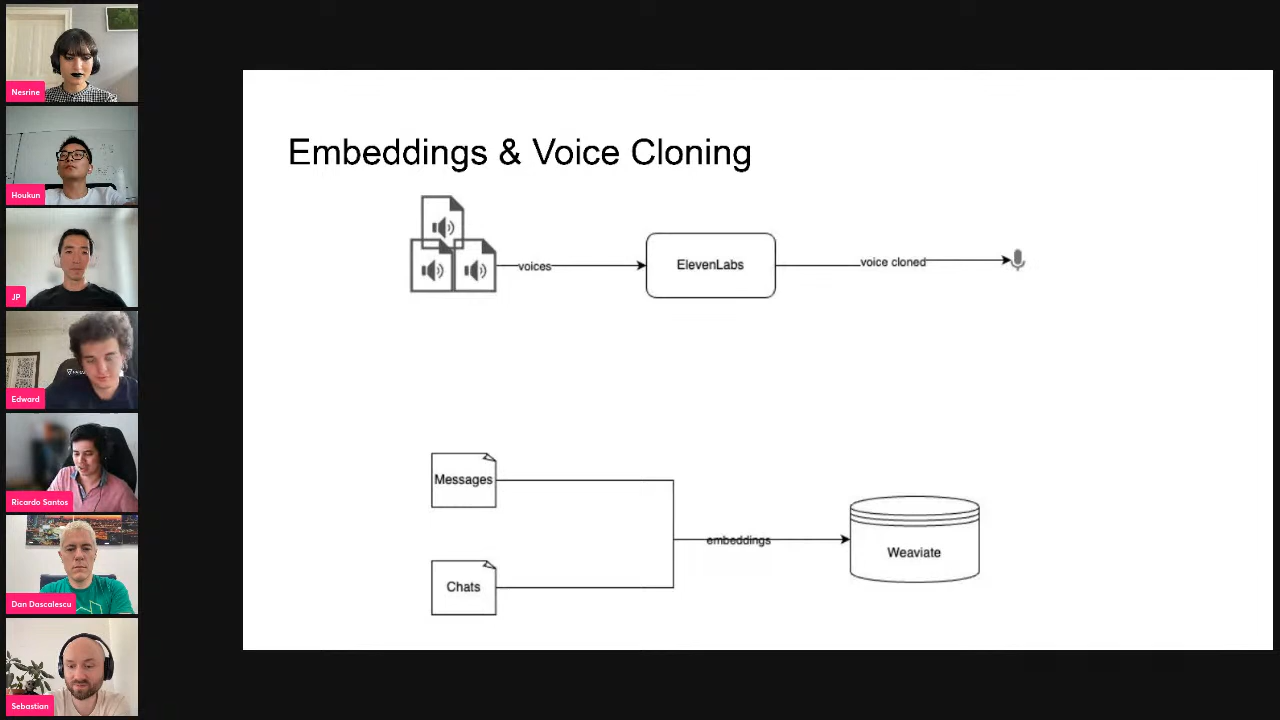 Nesrine
Houkun
JP
Edward
Ricardo Santos
Dan Dascalescu
Sebastian
Embeddings & Voice Cloning
voices
ElevenLabs
voice cloned
Messages
Chats
embeddings
Weaviate